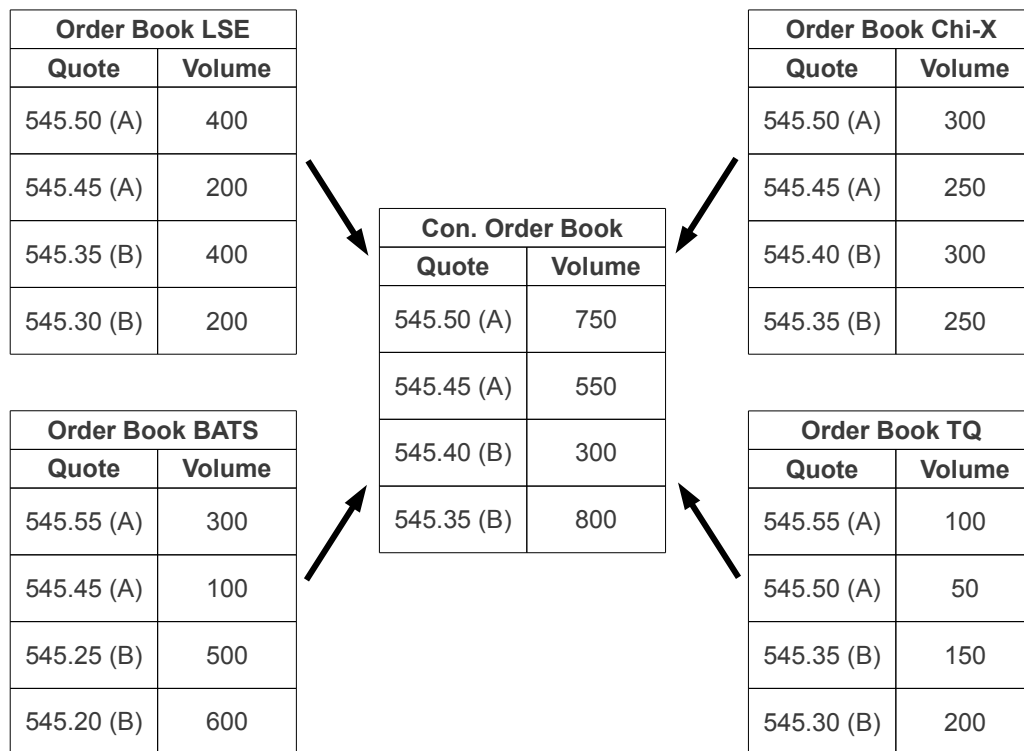 Order Book LSE
Quote Volume
545.50 (A) 400
545.45 (A) 200
545.35 (B) 400
545.30 (B) 200
Order Book Chi-X
Quote Volume
545.50 (A) 300
545.45 (A) 250
545.40 (B) 300
545.35 (B) 250
Con. Order Book
Quote Volume
545.50 (A) 750
545.45 (A) 550
545.40 (B) 300
545.35 (B) 800
Order Book BATS
Quote Volume
545.55 (A) 300
545.45 (A) 100
545.25 (B) 500
545.20 (B) 600
Order Book TQ
Quote Volume
545.55 (A) 100
545.50 (A) 50
545.35 (B) 150
545.30 (B) 200